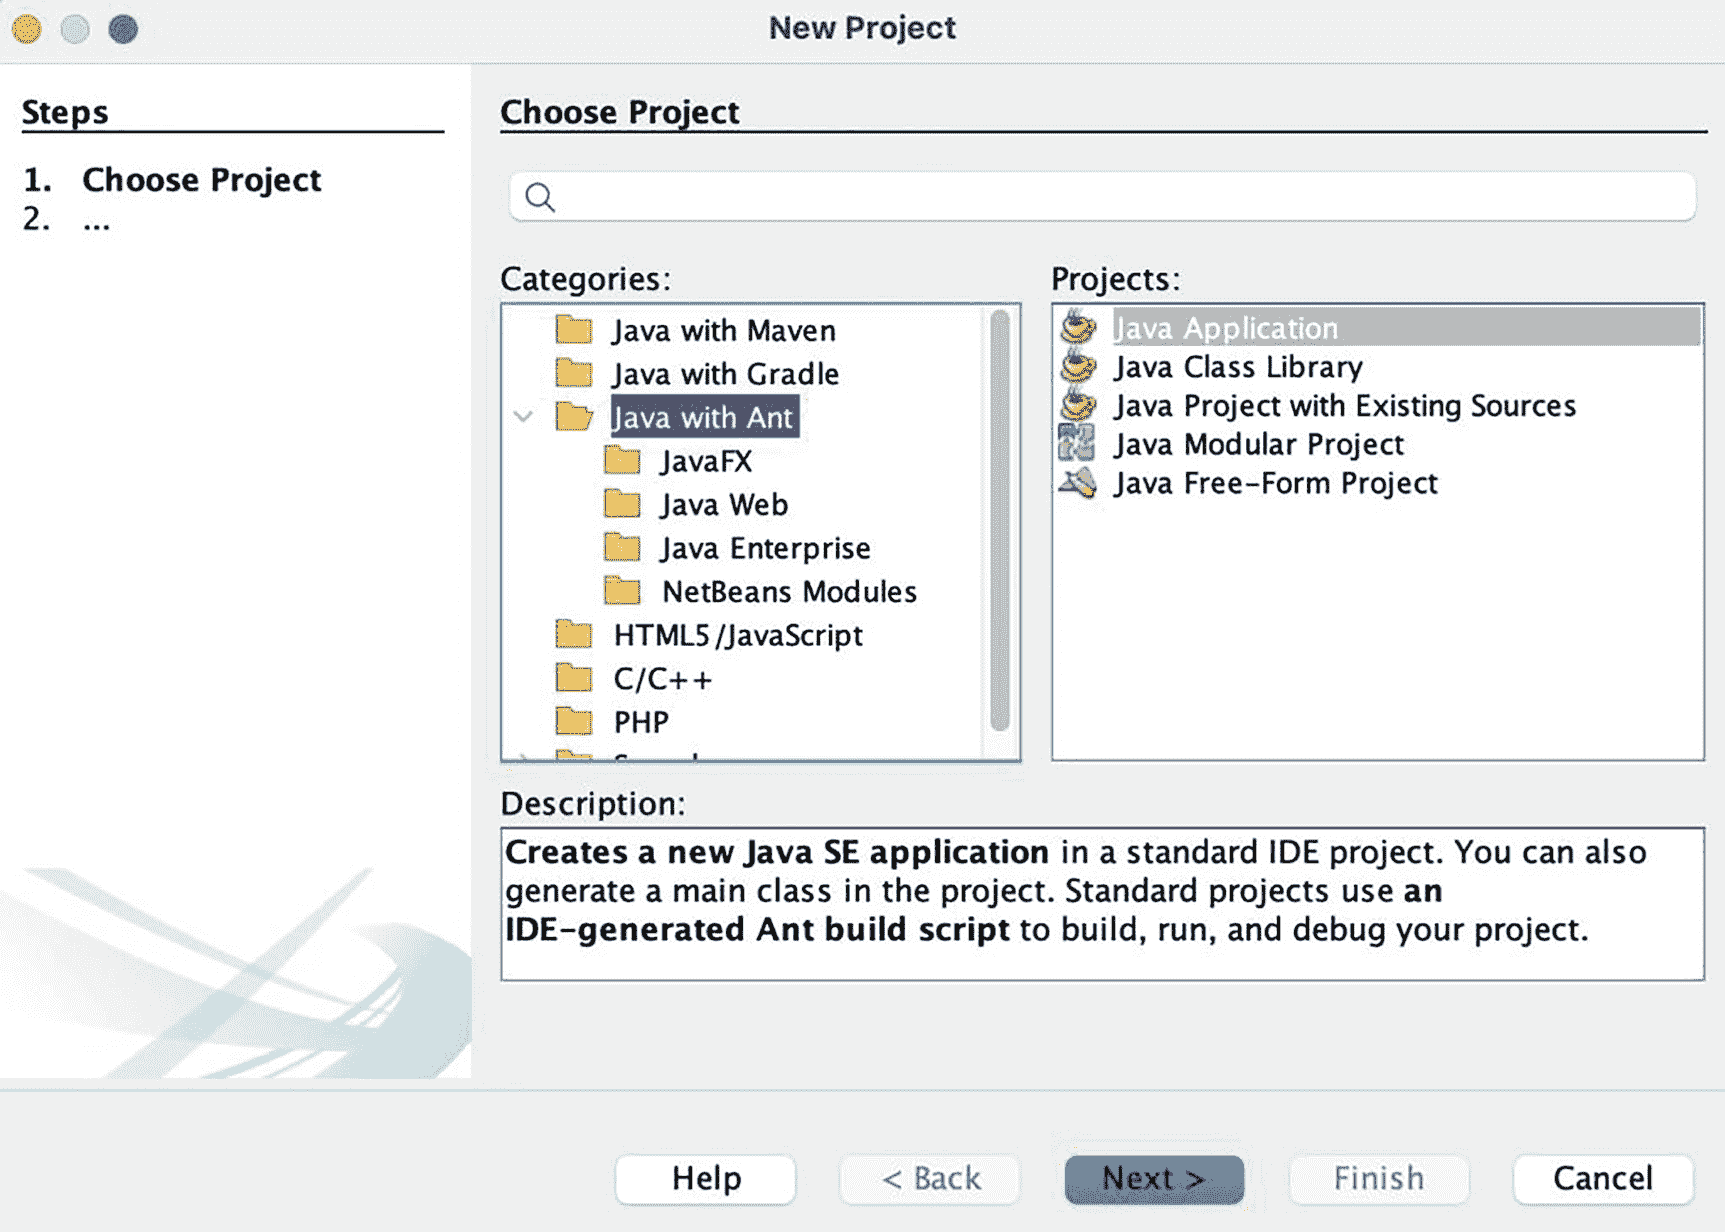 New Project
Steps
1. Choose Project
2. ...
Choose Project
Categories:
Java with Maven
Java with Gradle
Java with Ant
JavaFX
Java Web
Java Enterprise
NetBeans Modules
HTML5/JavaScript
C/C++
PHP
Projects:
Java Application
Java Class Library
Java Project with Existing Sources
Java Modular Project
Java Free-Form Project
Description:
Creates a new Java SE application in a standard IDE project. You can also
generate a main class in the project. Standard projects use an
IDE-generated Ant build script to build, run, and debug your project.
Help
< Back
Next >
Finish
Cancel